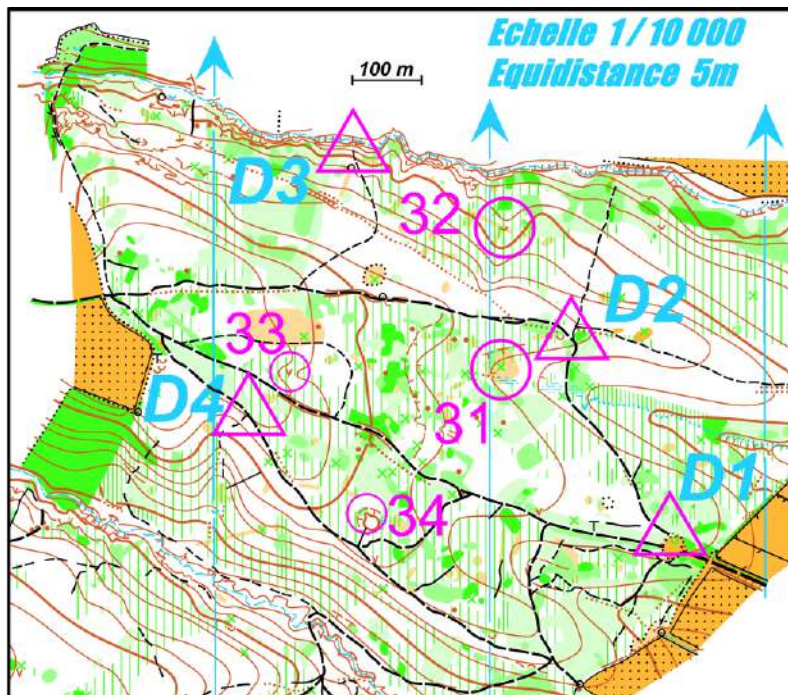 Echelle 1/10 000
Equidistance 5m
100 m
D3
32
D2
33
D4
31
D1
34